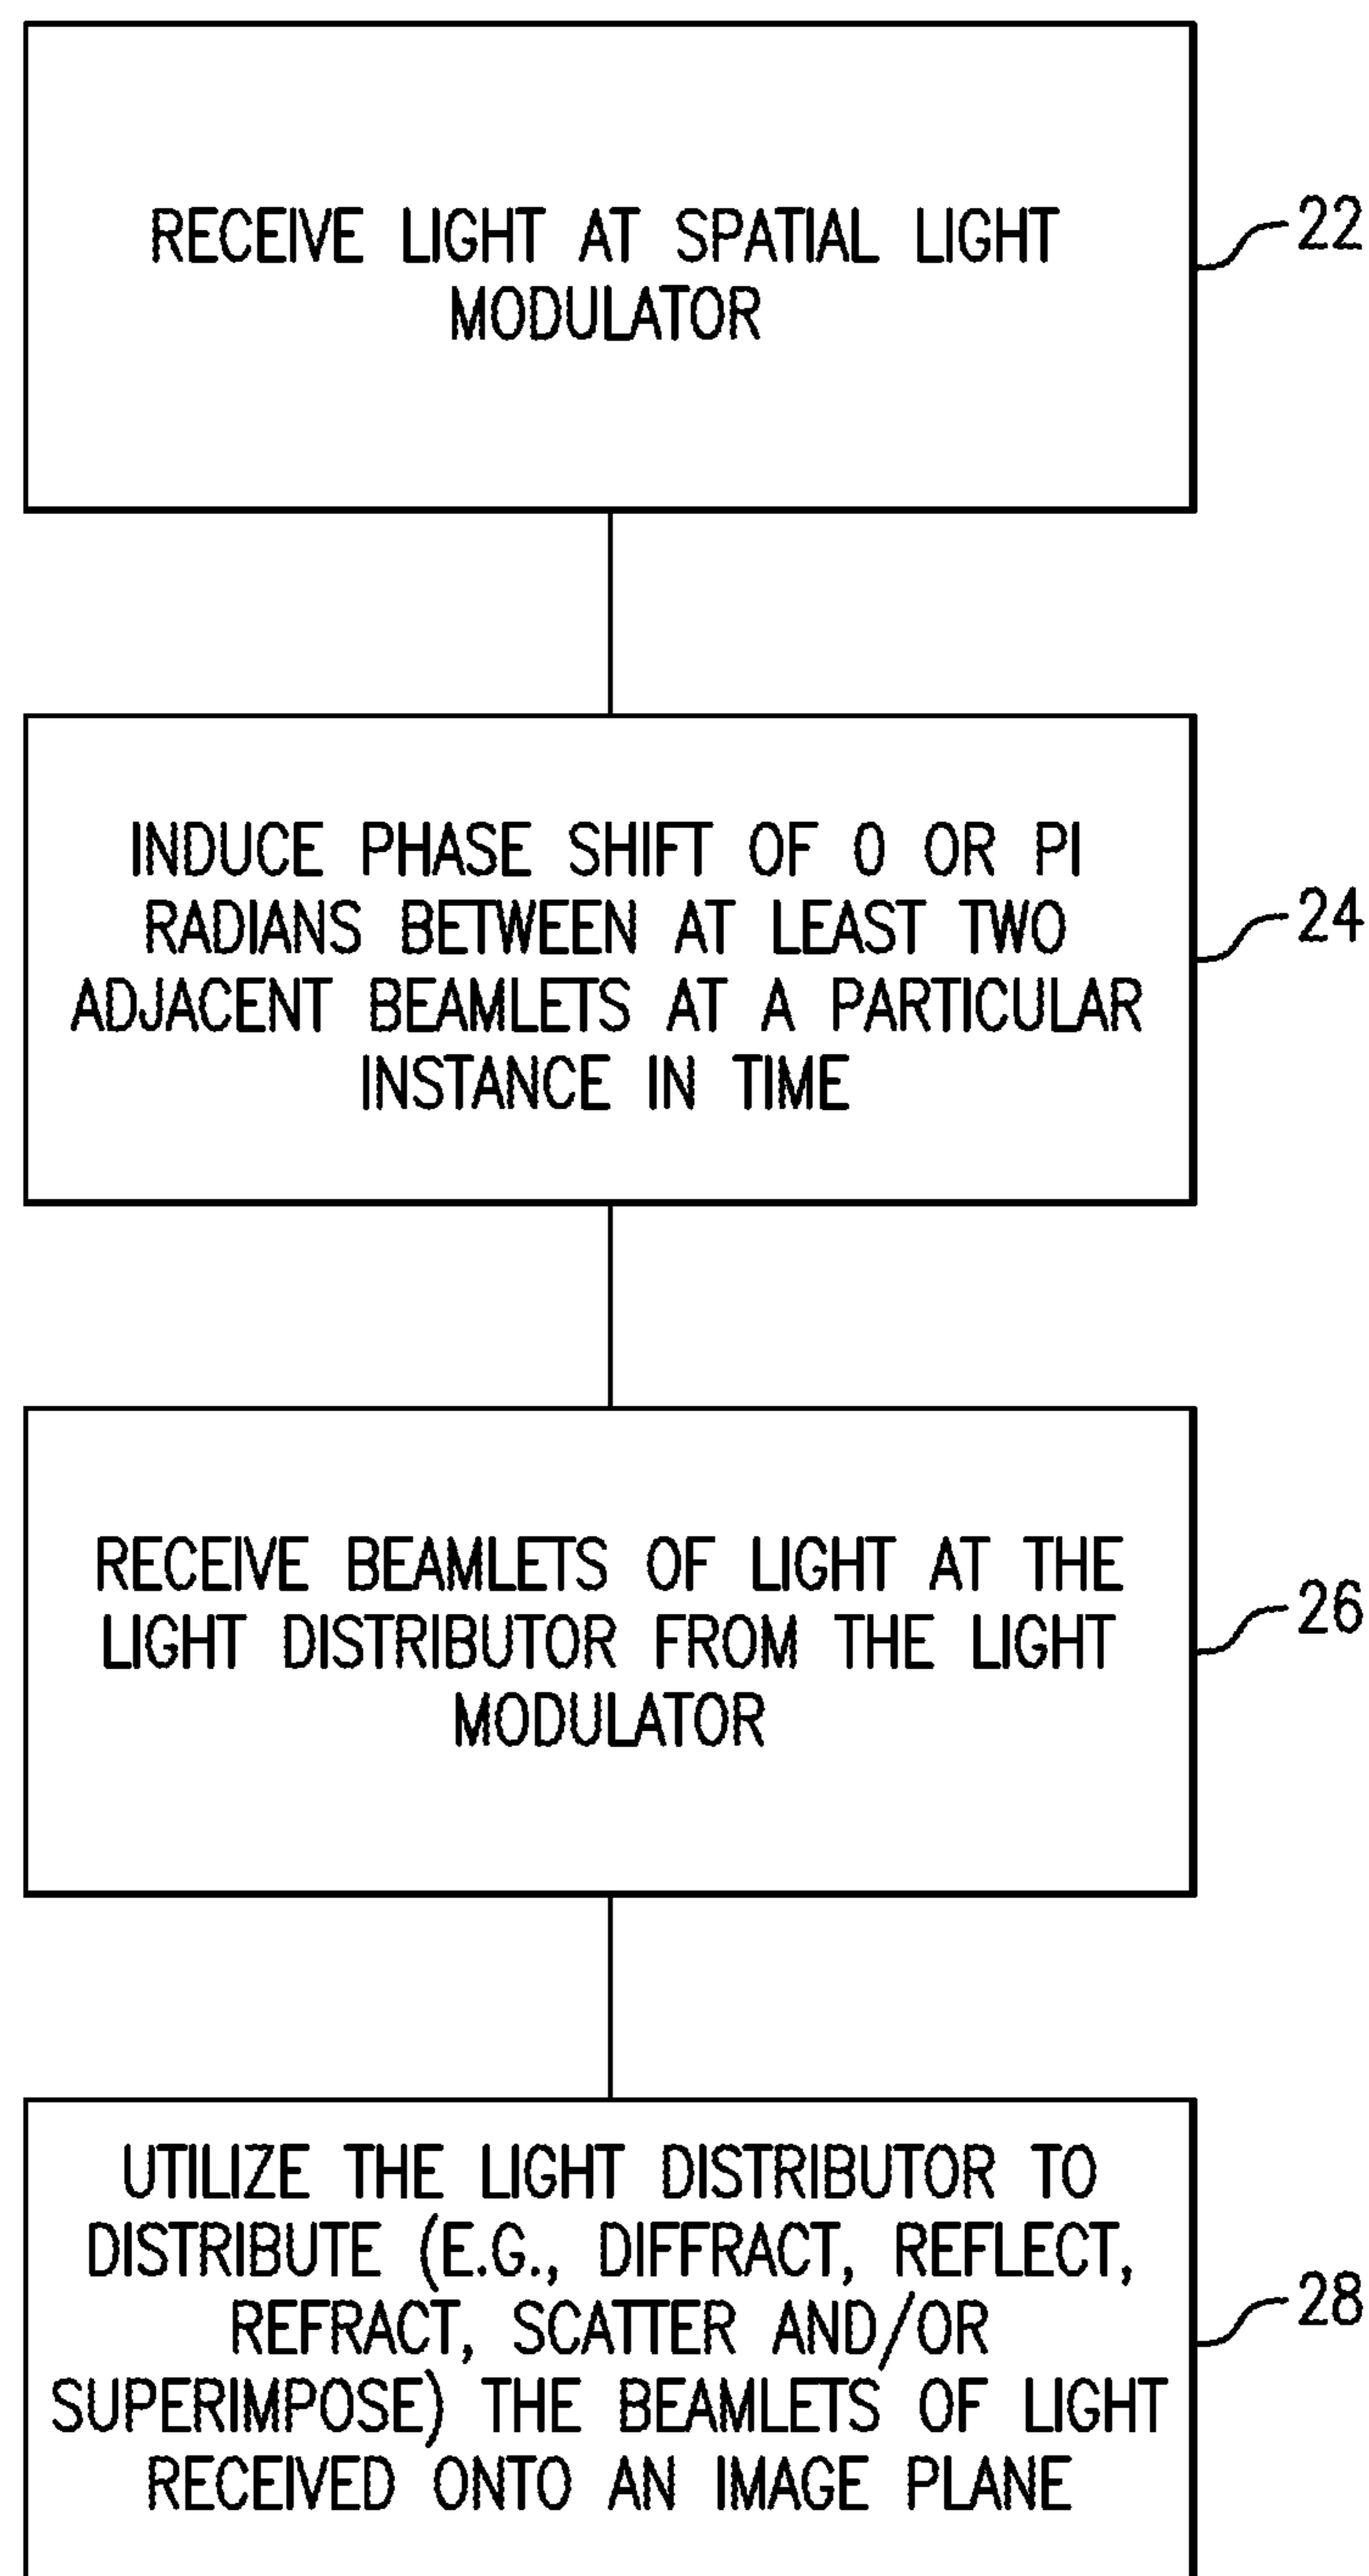 RECEIVE LIGHT AT SPATIAL LIGHT
MODULATOR
22
INDUCE PHASE SHIFT OF 0 OR PI
RADIANS BETWEEN AT LEAST TWO
ADJACENT BEAMLETS AT A PARTICULAR
INSTANCE IN TIME
24
RECEIVE BEAMLETS OF LIGHT AT THE
LIGHT DISTRIBUTOR FROM THE LIGHT
MODULATOR
26
UTILIZE THE LIGHT DISTRIBUTOR TO
DISTRIBUTE (E.G., DIFFRACT, REFLECT,
REFRACT, SCATTER AND/OR
SUPERIMPOSE) THE BEAMLETS OF LIGHT
RECEIVED ONTO AN IMAGE PLANE
28